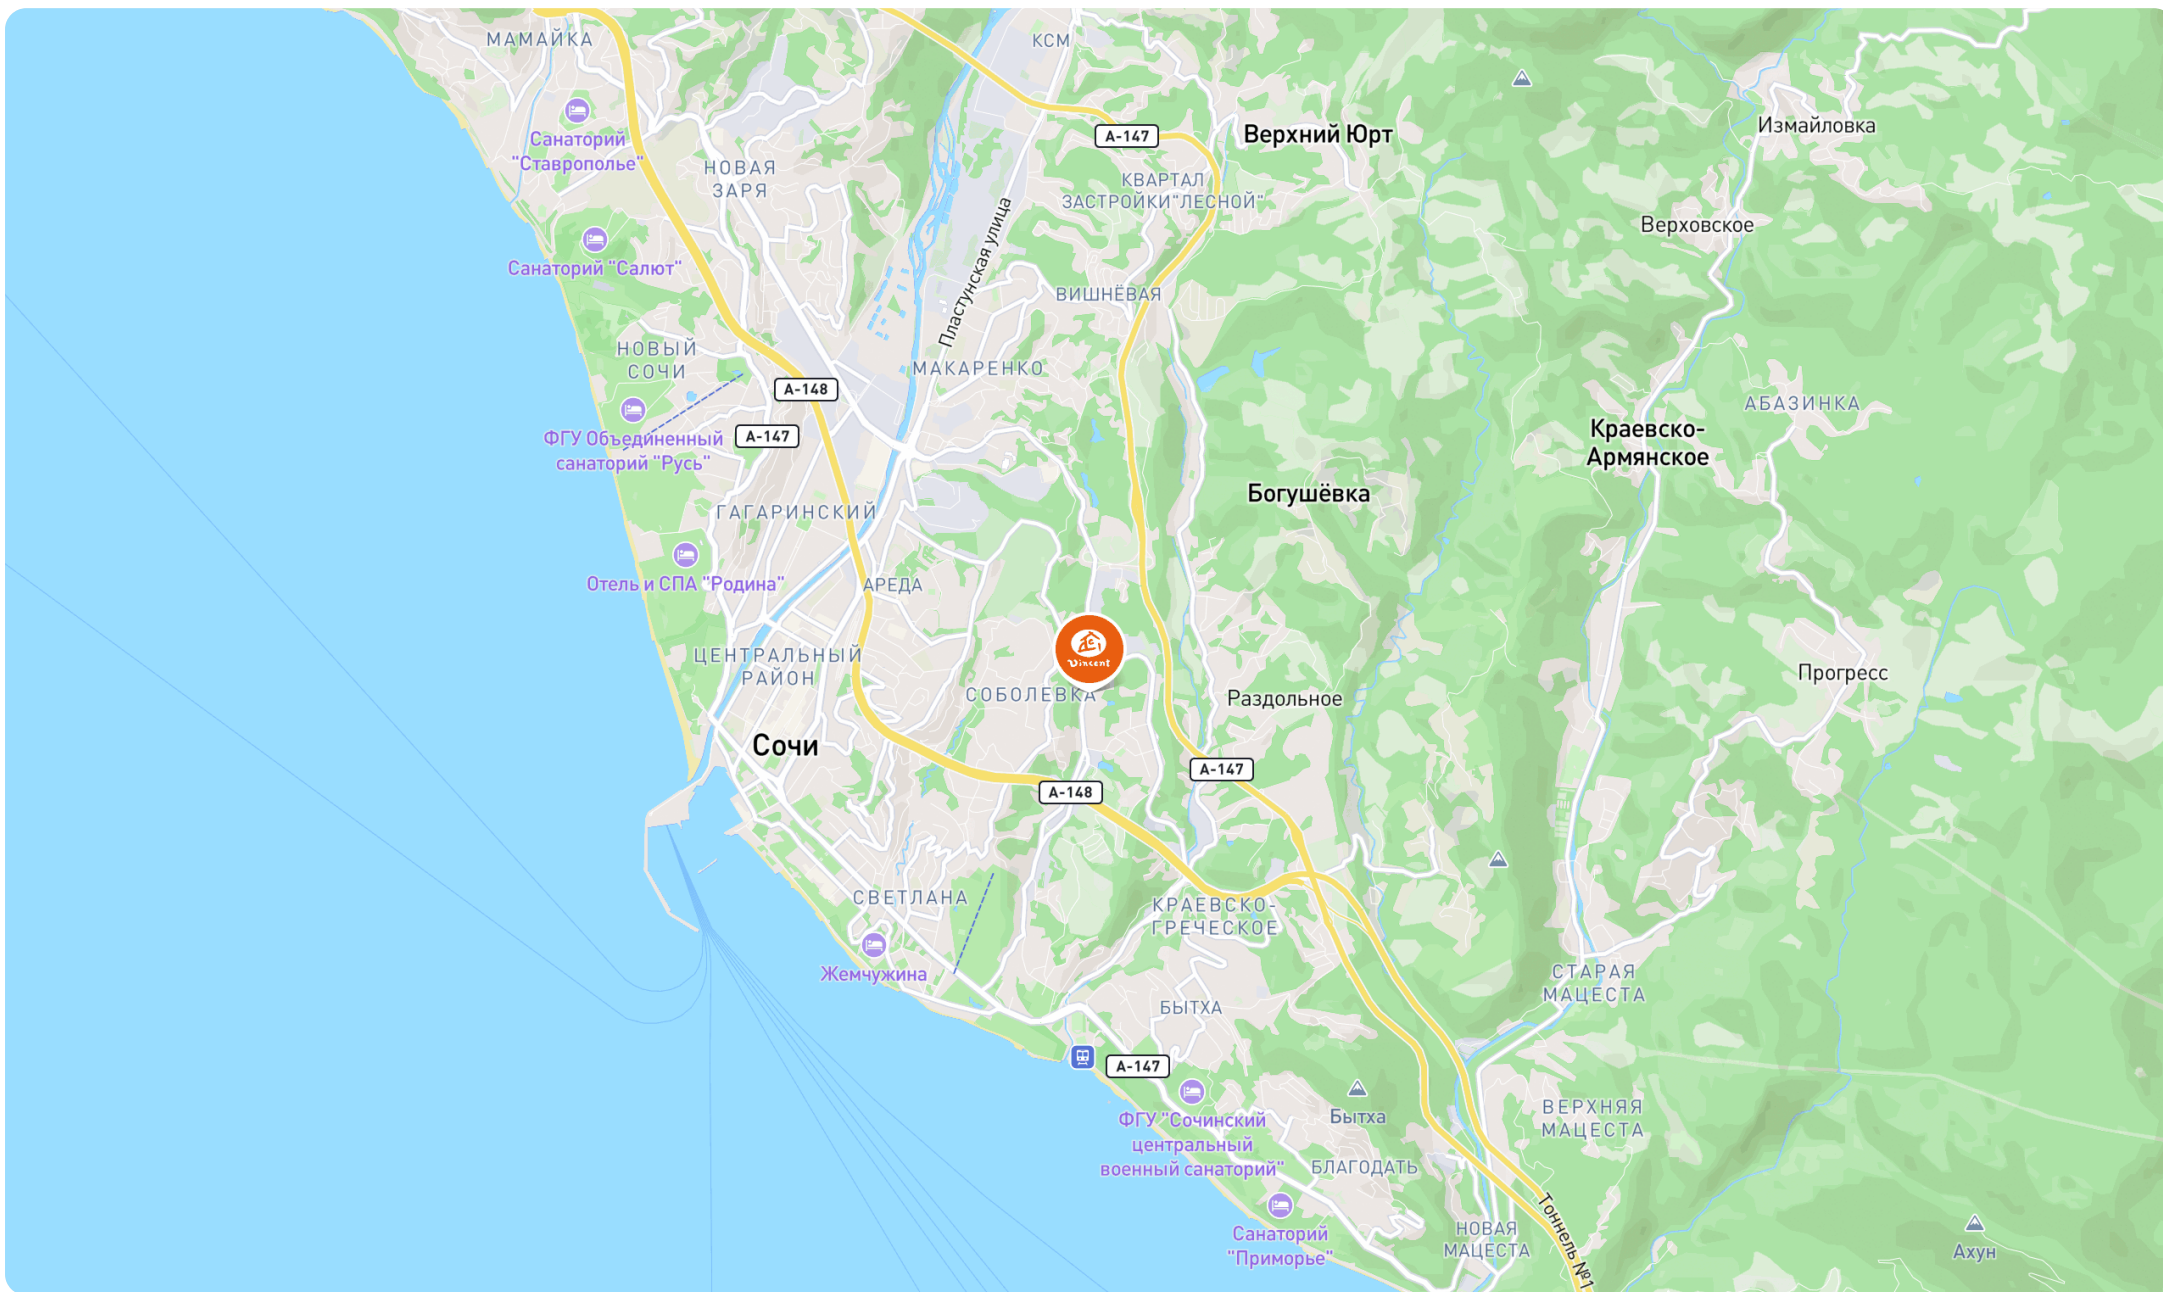 МАМАЙКА
КСМ
Санаторий
"Ставрополье"
А-147
Верхний Юрт
Измайловка
НОВАЯ
ЗАРЯ
КВАРТАЛ
ЗАСТРОЙКИ"ЛЕСНОЙ"
Пластунская улица
Верховское
Санаторий "Салют"
ВИШНЁВАЯ
НОВЫЙ
СОЧИ
МАКАРЕНКО
А-148
АБАЗИНКА
ФГУ Объединенный
санаторий "Русь"
А-147
Краевско-
Армянское
Богушёвка
ГАГАРИНСКИЙ
Отель и СПА "Родина"
АРЕДА
Vincent
ЦЕНТРАЛЬНЫЙ
РАЙОН
СОБОЛЕВКА
Раздольное
Прогресс
Сочи
А-147
А-148
СВЕТЛАНА
КРАЕВСКО-
ГРЕЧЕСКОЕ
Жемчужина
СТАРАЯ
МАЦЕСТА
БЫТХА
А-147
ФГУ "Сочинский
центральный
военный санаторий"
Бытха
ВЕРХНЯЯ
МАЦЕСТА
БЛАГОДАТЬ
Санаторий
"Приморье"
НОВАЯ
МАЦЕСТА
Тоннель №1
Ахун